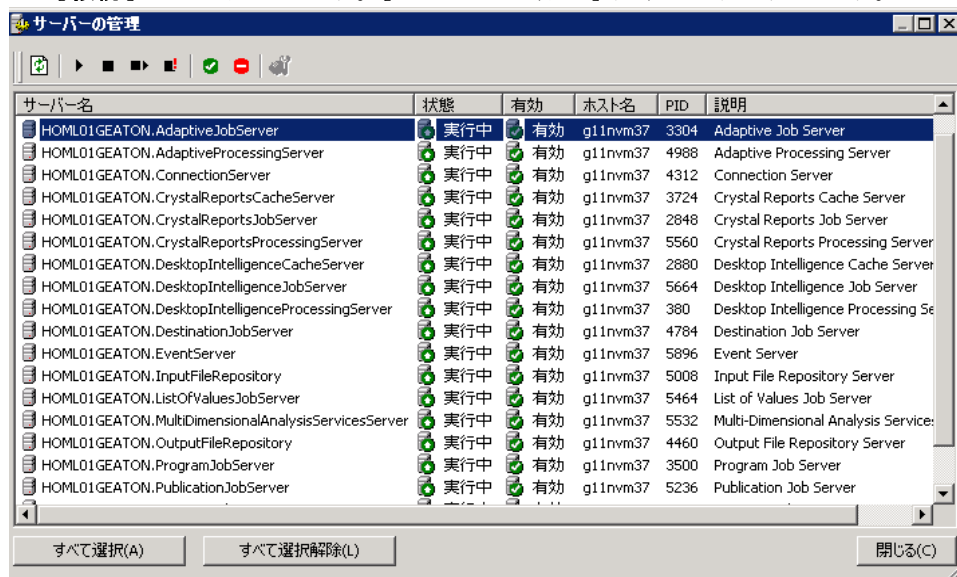 サーバーの管理
サーバー名 状態 有効 ホスト名 PID 説明
HOML01GEATON.AdaptiveJobServer 実行中 有効 g11nvm37 3304 Adaptive Job Server
HOML01GEATON.AdaptiveProcessingServer 実行中 有効 g11nvm37 4988 Adaptive Processing Server
HOML01GEATON.ConnectionServer 実行中 有効 g11nvm37 4312 Connection Server
HOML01GEATON.CrystalReportsCacheServer 実行中 有効 g11nvm37 3724 Crystal Reports Cache Server
HOML01GEATON.CrystalReportsJobServer 実行中 有効 g11nvm37 2848 Crystal Reports Job Server
HOML01GEATON.CrystalReportsProcessingServer 実行中 有効 g11nvm37 5560 Crystal Reports Processing Server
HOML01GEATON.DesktopIntelligenceCacheServer 実行中 有効 g11nvm37 2880 Desktop Intelligence Cache Server
HOML01GEATON.DesktopIntelligenceJobServer 実行中 有効 g11nvm37 5664 Desktop Intelligence Job Server
HOML01GEATON.DesktopIntelligenceProcessingServer 実行中 有効 g11nvm37 380 Desktop Intelligence Processing Se
HOML01GEATON.DestinationJobServer 実行中 有効 g11nvm37 4784 Destination Job Server
HOML01GEATON.EventServer 実行中 有効 g11nvm37 5896 Event Server
HOML01GEATON.InputFileRepository 実行中 有効 g11nvm37 5008 Input File Repository Server
HOML01GEATON.ListOfValuesJobServer 実行中 有効 g11nvm37 5464 List of Values Job Server
HOML01GEATON.MultiDimensionalAnalysisServicesServer 実行中 有効 g11nvm37 5532 Multi-Dimensional Analysis Services
HOML01GEATON.OutputFileRepository 実行中 有効 g11nvm37 4460 Output File Repository Server
HOML01GEATON.ProgramJobServer 実行中 有効 g11nvm37 3500 Program Job Server
HOML01GEATON.PublicationJobServer 実行中 有効 g11nvm37 5236 Publication Job Server
すべて選択(A) すべて選択解除(L) 閉じる(C)